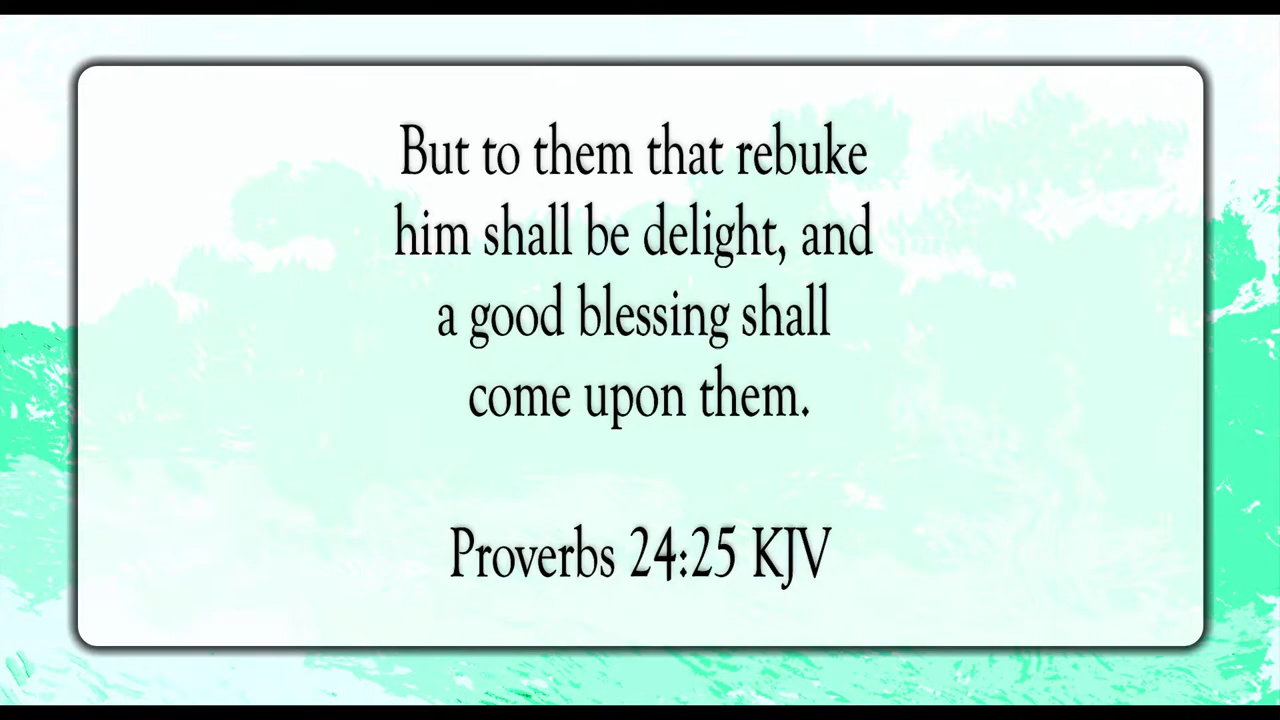 But to them that rebuke
him shall be delight, and
a good blessing shall
come upon them.
Proverbs 24:25 KJV